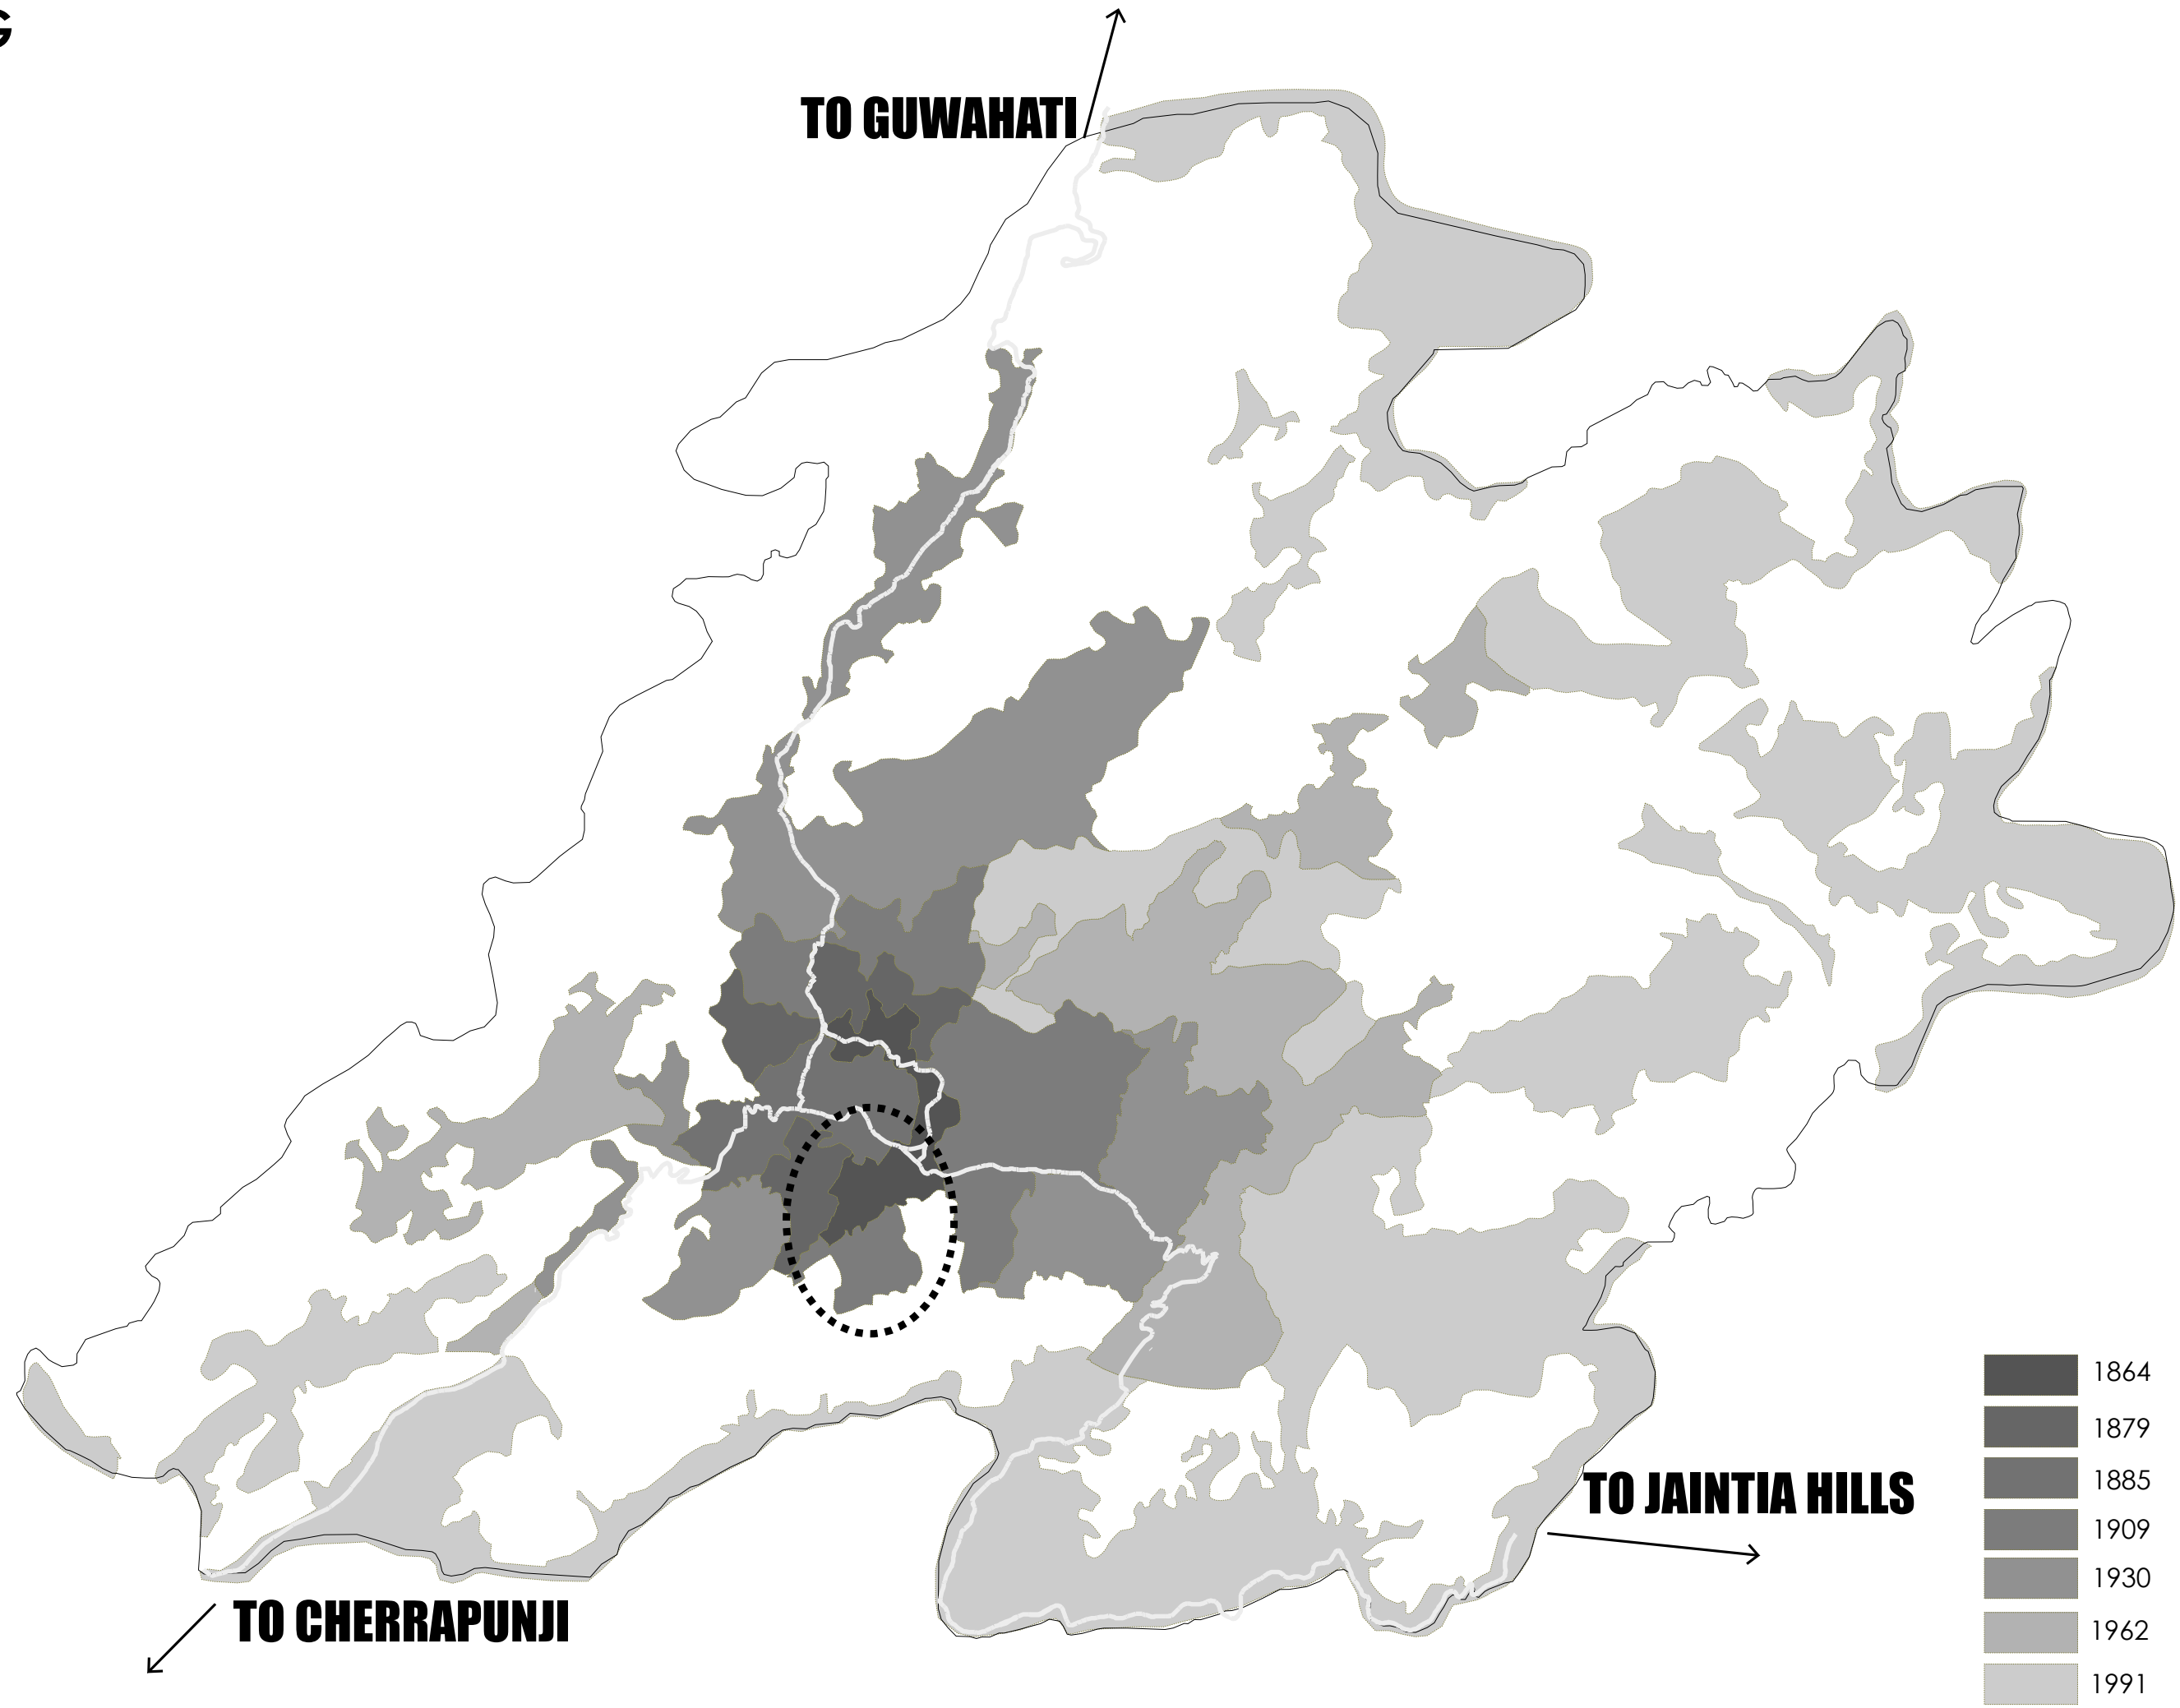 G
TO GUWAHATI
TO JAINTIA HILLS
TO CHERRAPUNJI
1864
1879
1885
1909
1930
1962
1991